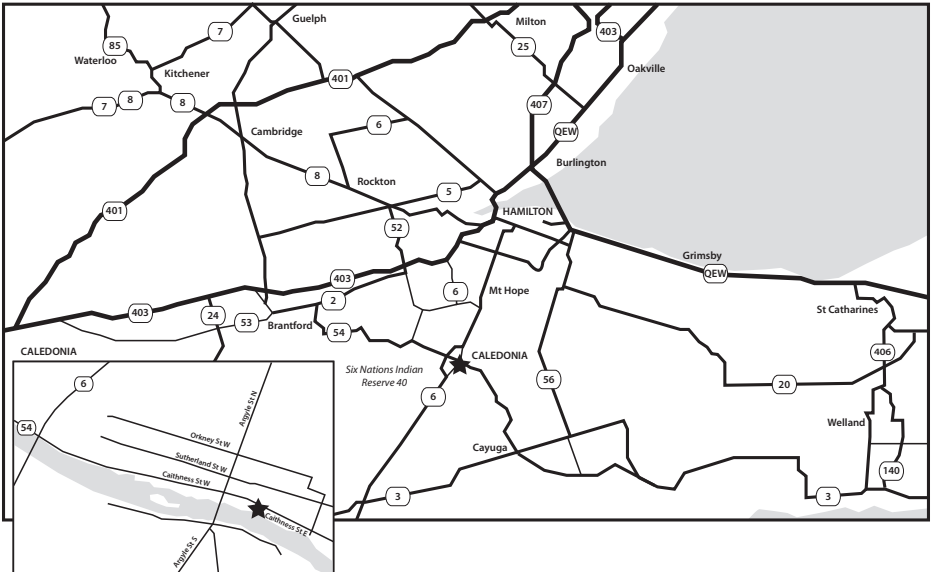 Guelph
Milton
403
7
85
25
Waterloo
Kitchener
401
Oakville
7
8
8
407
6
QEW
Cambridge
Burlington
8
Rockton
5
401
HAMILTON
52
Grimsby
QEW
403
6
Mt Hope
2
403
24
53
Brantford
54
St Catharines
CALEDONIA
CALEDONIA
406
Six Nations Indian
Reserve 40
56
20
6
6
Argyle St N
Welland
54
Orkney St W
Sutherland St W
Cayuga
Caithness St W
140
3
3
Caithness St E
Argyle St S